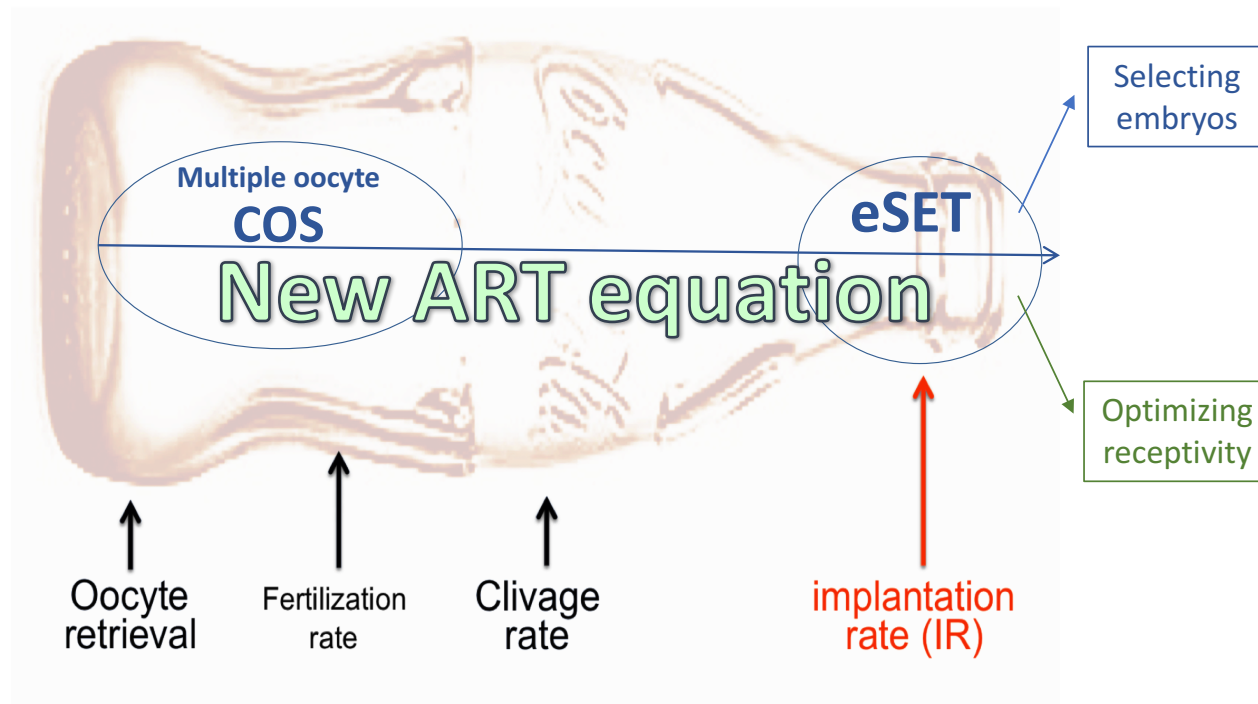 Selecting
embryos
Multiple oocyte
COS
eSET
New ART equation
Optimizing
receptivity
Oocyte
retrieval
Fertilization
rate
Clivage
rate
implantation
rate (IR)